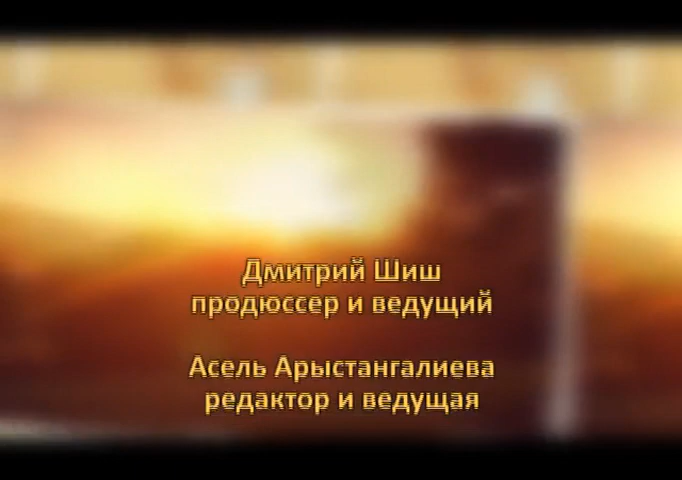 Дмитрий Шиш
продюссер и ведущий
Асель Арыстангалиева
редактор и ведущая